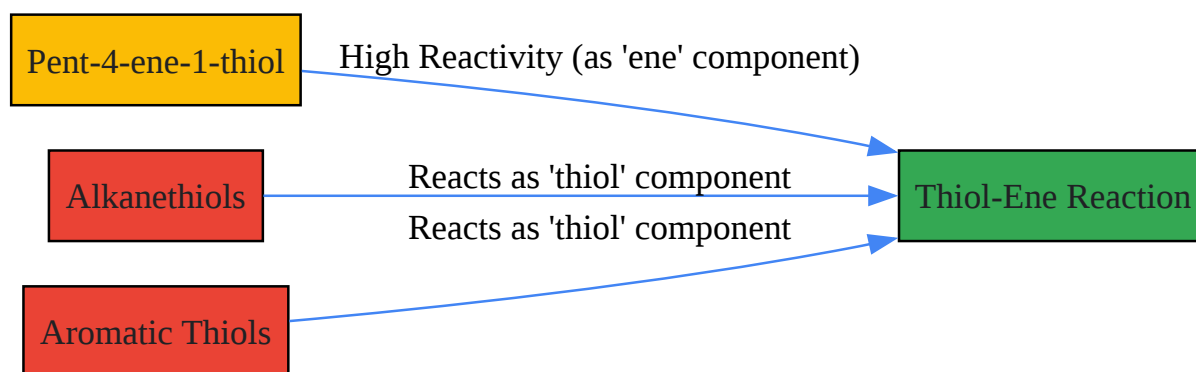 Pent-4-ene-1-thiol
High Reactivity (as 'ene' component)
Alkanethiols
Reacts as 'thiol' component
Thiol-Ene Reaction
Reacts as 'thiol' component
Aromatic Thiols